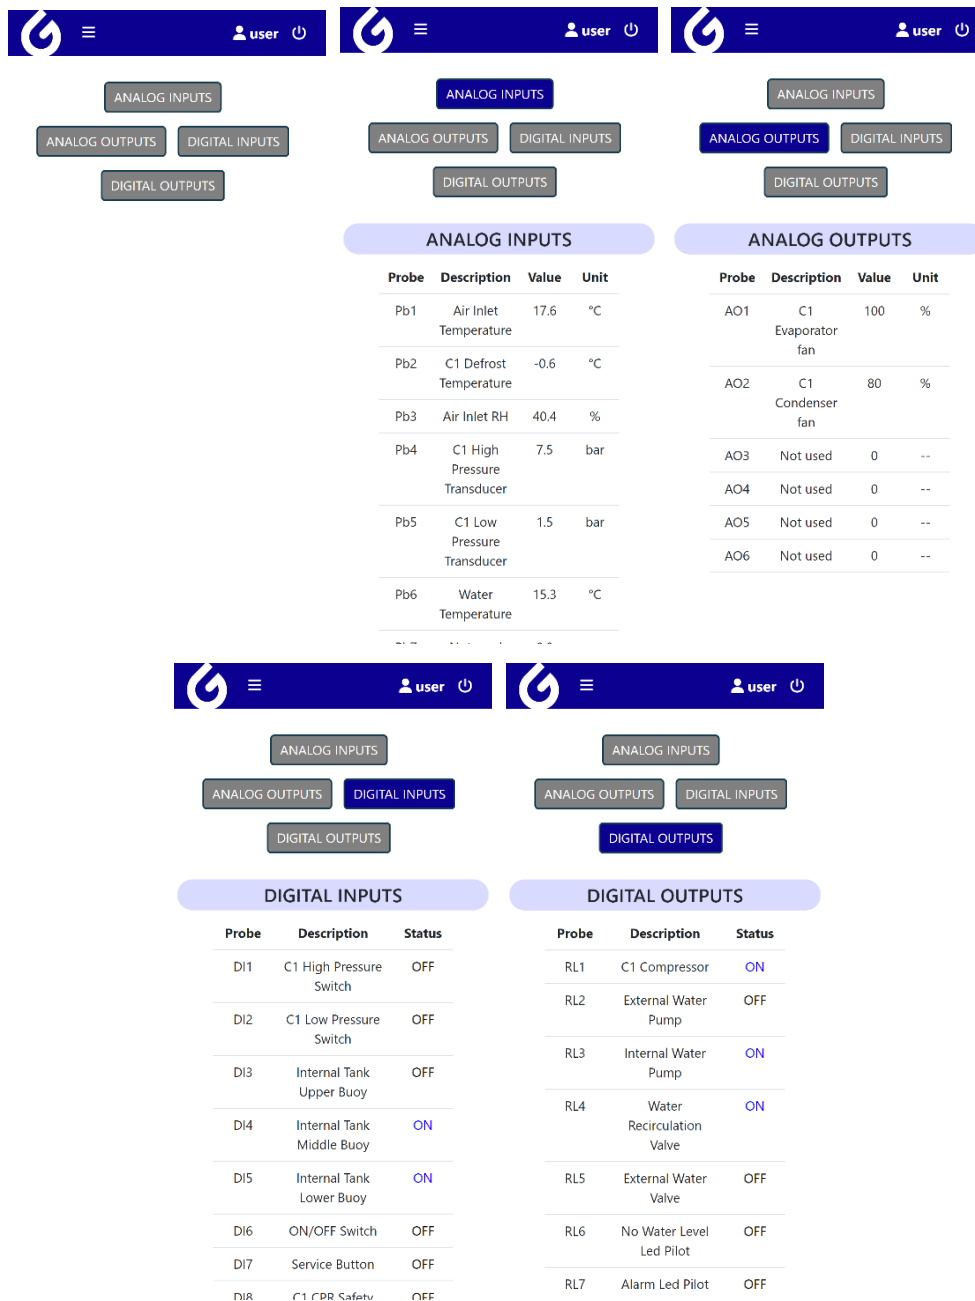 user
ANALOG INPUTS
ANALOG OUTPUTS DIGITAL INPUTS
DIGITAL OUTPUTS
user
ANALOG INPUTS
ANALOG OUTPUTS DIGITAL INPUTS
DIGITAL OUTPUTS
ANALOG INPUTS
Probe Description Value Unit
Pb1 Air Inlet 17.6 °C
Temperature
Pb2 C1 Defrost -0.6 °C
Temperature
Pb3 Air Inlet RH 40.4 %
Pb4 C1 High 7.5 bar
Pressure
Transducer
Pb5 C1 Low 1.5 bar
Pressure
Transducer
Pb6 Water 15.3 °C
Temperature
user
ANALOG INPUTS
ANALOG OUTPUTS DIGITAL INPUTS
DIGITAL OUTPUTS
ANALOG OUTPUTS
Probe Description Value Unit
AO1 C1 100 %
Evaporator
fan
AO2 C1 80 %
Condenser
fan
AO3 Not used 0 --
AO4 Not used 0 --
AO5 Not used 0 --
AO6 Not used 0 --
user
ANALOG INPUTS
ANALOG OUTPUTS DIGITAL INPUTS
DIGITAL OUTPUTS
DIGITAL INPUTS
Probe Description Status
DI1 C1 High Pressure OFF
Switch
DI2 C1 Low Pressure OFF
Switch
DI3 Internal Tank OFF
Upper Buoy
DI4 Internal Tank ON
Middle Buoy
DI5 Internal Tank ON
Lower Buoy
DI6 ON/OFF Switch OFF
DI7 Service Button OFF
DI8 C1 CPR Safety OFF
user
ANALOG INPUTS
ANALOG OUTPUTS DIGITAL INPUTS
DIGITAL OUTPUTS
DIGITAL OUTPUTS
Probe Description Status
RL1 C1 Compressor ON
RL2 External Water OFF
Pump
RL3 Internal Water ON
Pump
RL4 Water ON
Recirculation
Valve
RL5 External Water OFF
Valve
RL6 No Water Level OFF
Led Pilot
RL7 Alarm Led Pilot OFF